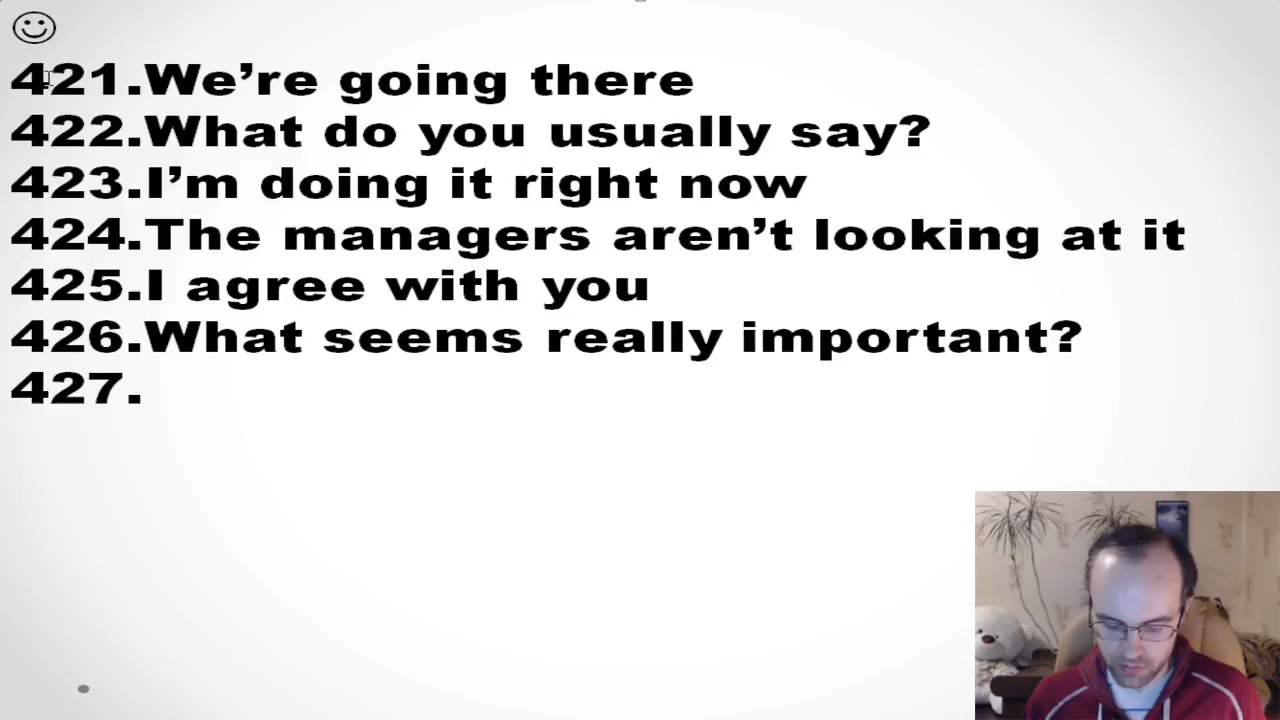 421.We’re going there
422.What do you usually say?
423.I’m doing it right now
424.The managers aren’t looking at it
425.I agree with you
426.What seems really important?
427.